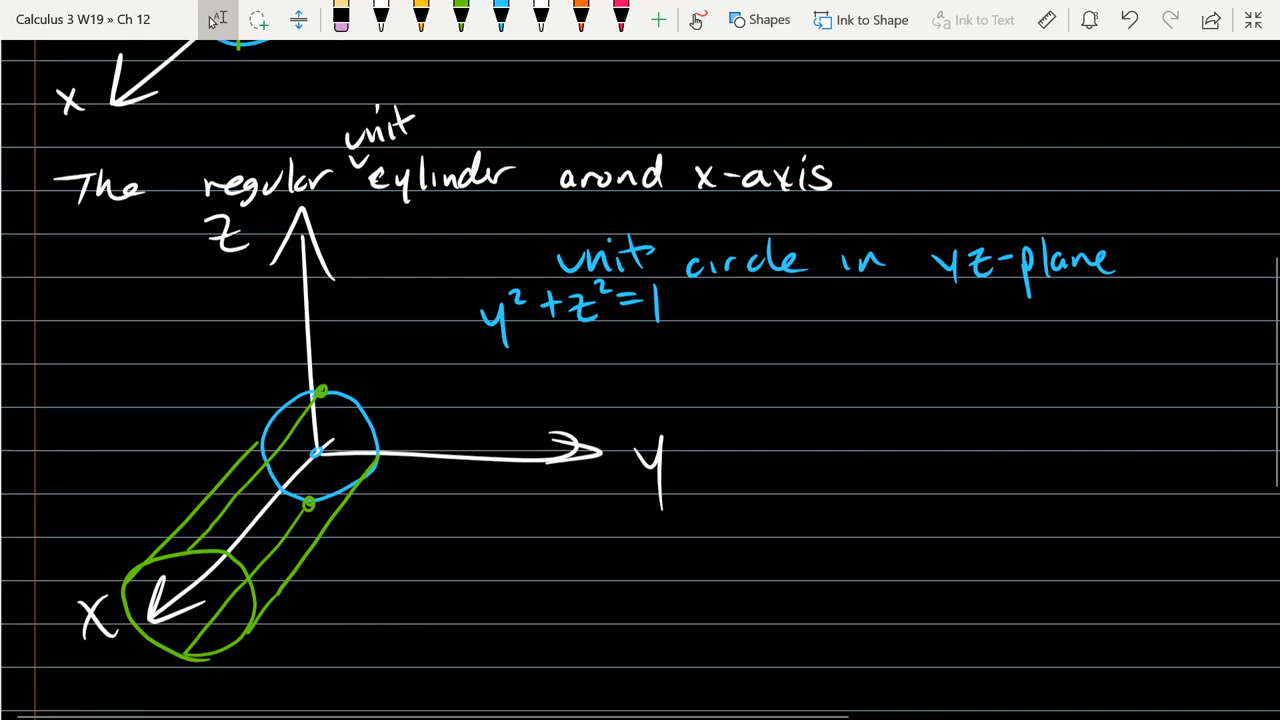 Calculus 3 W19 » Ch 12
Shapes
Ink to Shape
Ink to Text
x
unit
The regular cylinder arond x-axis
z
unit circle in yz-plane
y² + z² = 1
y
x